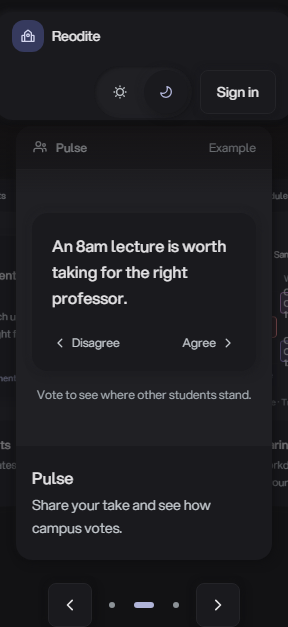 Reodite
Sign in
Pulse
Example
An 8am lecture is worth
taking for the right
professor.
Disagree
Agree
Vote to see where other students stand.
Pulse
Share your take and see how
campus votes.